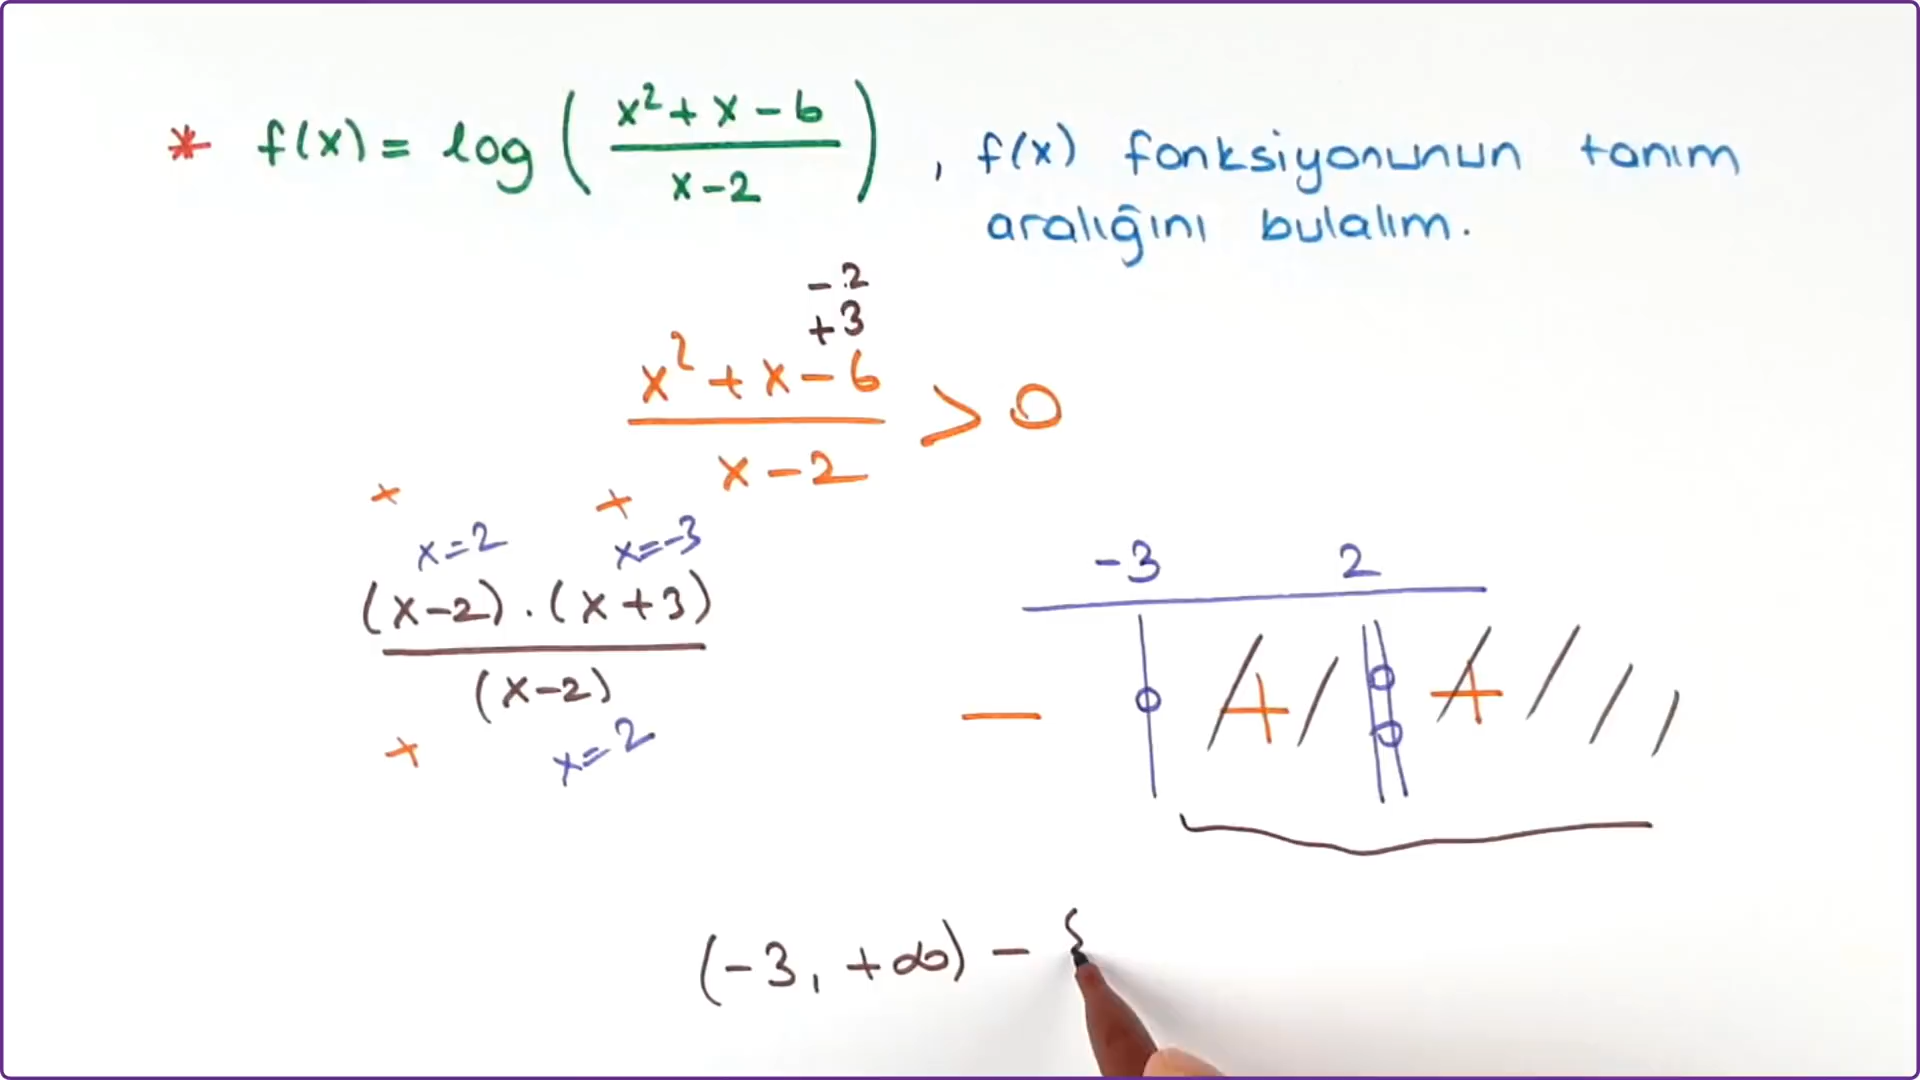 * f(x) = log ( (x² + x - 6) / (x - 2) ) , f(x) fonksiyonunun tanım
aralığını bulalım.
-2
+3
x² + x - 6
x - 2
> 0
+ +
x=2 x=-3
(x-2) . (x+3)
(x-2)
+ x=2
-3 2
- + +
(-3, +∞) - {